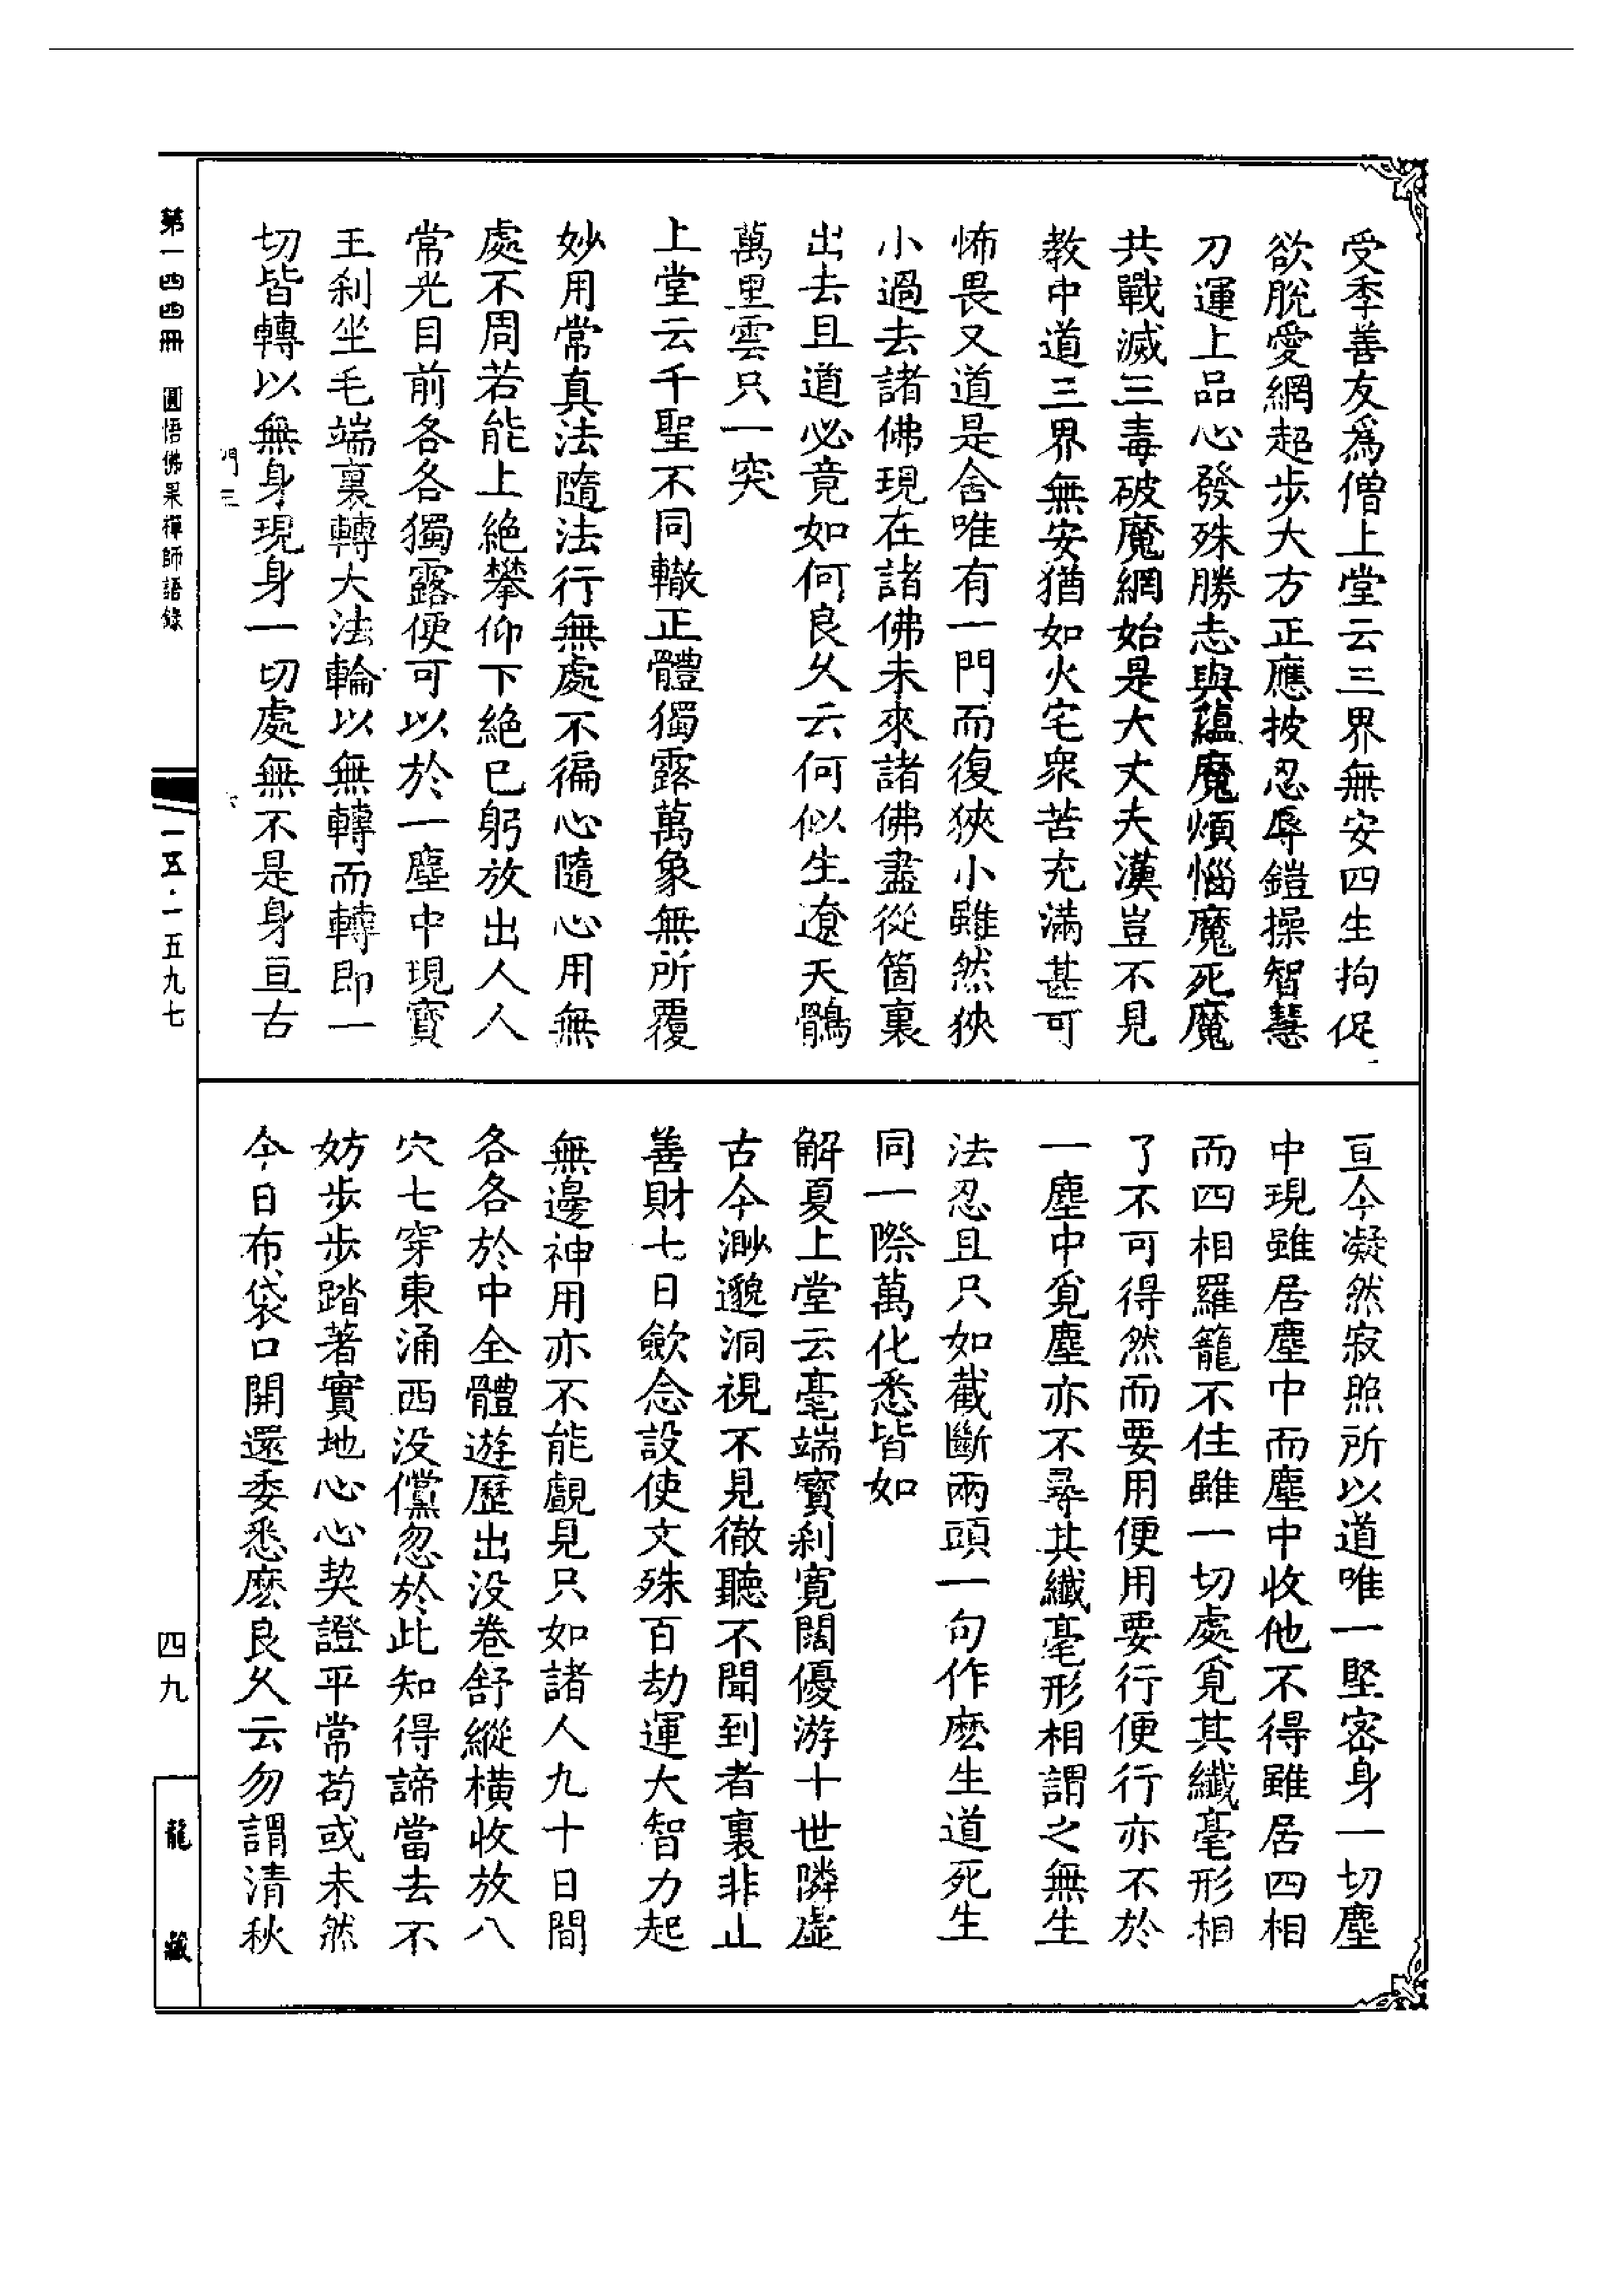 受季善友爲僧上堂云三界無安四生拘促
欲脫愛網超步大方正應披忍辱鎧操智慧
刀運上品心發殊勝志與蘊魔煩惱魔死魔
共戰滅三毒破魔網始是大丈夫漢豈不見
教中道三界無安猶如火宅衆苦充滿甚可
怖畏又道是舍唯有一門而復狹小雖然狹
小過去諸佛現在諸佛未來諸佛盡從箇裏
出去且道必竟如何良久云何似生遼天鶻
萬里雲只一突
上堂云千聖不同轍正體獨露萬象無所覆
妙用常真法隨法行無處不徧心隨心用無
處不周若能上絕攀仰下絕已躬放出人人
常光目前各各獨露便可以於一塵中現寶
王剎坐毛端裏轉大法輪以無轉而轉即一
切皆轉以無身現身一切處無不是身亘古
門三
六
亘今凝然寂照所以道唯一堅密身一切塵
中現雖居塵中而塵中收他不得雖居四相
而四相羅籠不住雖一切處覓其纖毫形相
了不可得然而要用便用要行便行亦不於
一塵中覓塵亦不尋其纖毫形相謂之無生
法忍且只如截斷兩頭一句作麽生道死生
同一際萬化悉皆如
解夏上堂云毫端寶剎寬闊優游十世隣虛
古今渺邈洞視不見徹聽不聞到者裏非止
善財七日歛念設使文殊百劫運大智力起
無邊神用亦不能覰見只如諸人九十日間
各各於中全體遊歷出没卷舒縱橫收放八
穴七穿東涌西没儻忽於此知得諦當去不
妨步步踏著實地心心契證平常茍或未然
今日布袋口開還委悉麽良久云勿謂清秋
第一四四冊　圓悟佛果禪師語錄
一五·一五九七
四九
龍藏